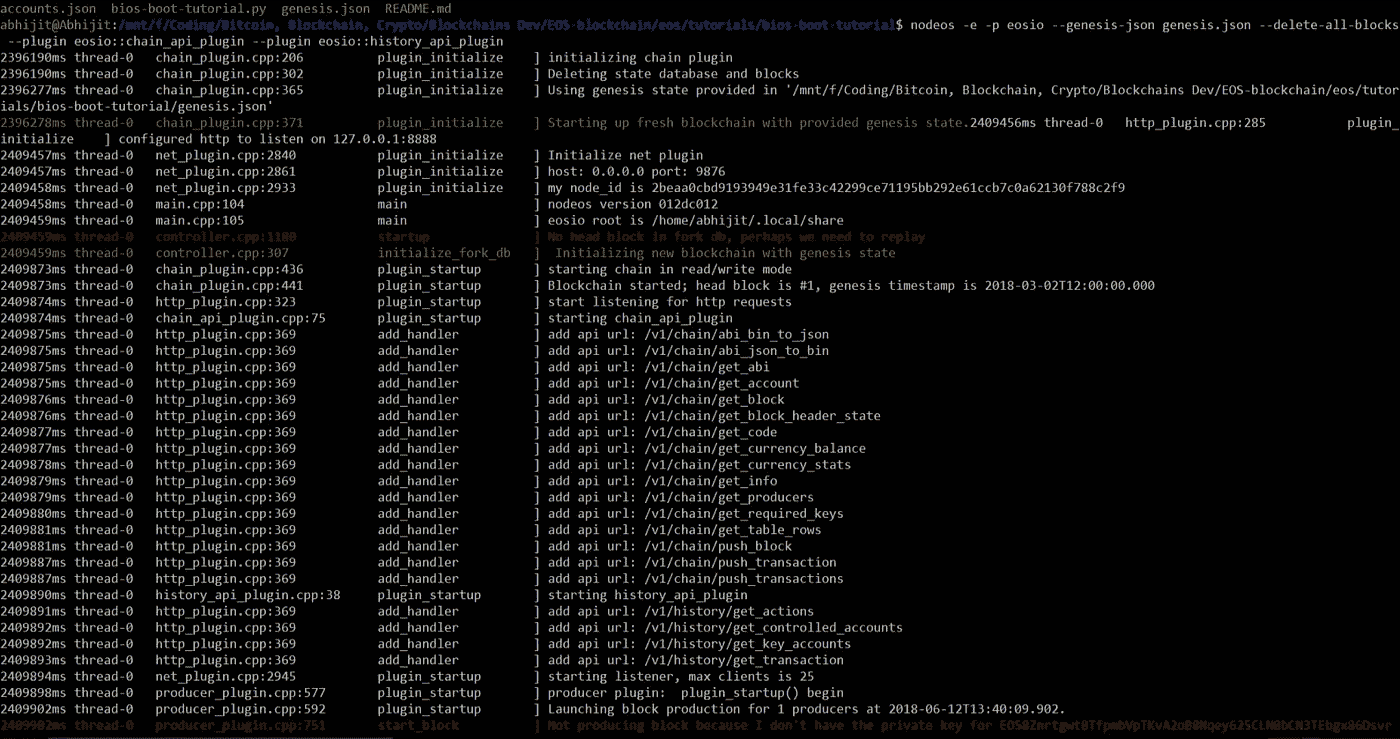 accounts.json  bios-boot-tutorial.py  genesis.json  README.md
abhijit@Abhijit:/mnt/f/Coding/Bitcoin, Blockchain, Crypto/Blockchains Dev/EOS-blockchain/eos/tutorials/bios-boot-tutorial$ nodeos -e -p eosio --genesis-json genesis.json --delete-all-blocks
 --plugin eosio::chain_api_plugin --plugin eosio::history_api_plugin
2396190ms thread-0   chain_plugin.cpp:206          plugin_initialize    ] initializing chain plugin
2396190ms thread-0   chain_plugin.cpp:302          plugin_initialize    ] Deleting state database and blocks
2396277ms thread-0   chain_plugin.cpp:365          plugin_initialize    ] Using genesis state provided in '/mnt/f/Coding/Bitcoin, Blockchain, Crypto/Blockchains Dev/EOS-blockchain/eos/tutor
ials/bios-boot-tutorial/genesis.json'
2396278ms thread-0   chain_plugin.cpp:371          plugin_initialize    ] Starting up fresh blockchain with provided genesis state.2409456ms thread-0   http_plugin.cpp:285           plugin_
initialize    ] configured http to listen on 127.0.0.1:8888
2409457ms thread-0   net_plugin.cpp:2840           plugin_initialize    ] Initialize net plugin
2409457ms thread-0   net_plugin.cpp:2861           plugin_initialize    ] host: 0.0.0.0 port: 9876
2409458ms thread-0   net_plugin.cpp:2933           plugin_initialize    ] my node_id is 2beaa0cbd9193949e31fe33c42299ce71195bb292e61ccb7c0a62130f788c2f9
2409458ms thread-0   main.cpp:104                  main                 ] nodeos version 012dc012
2409459ms thread-0   main.cpp:105                  main                 ] eosio root is /home/abhijit/.local/share
2409459ms thread-0   controller.cpp:1180           startup              ] No head block in fork db, perhaps we need to replay
2409459ms thread-0   controller.cpp:307            initialize_fork_db   ]  Initializing new blockchain with genesis state
2409873ms thread-0   chain_plugin.cpp:436          plugin_startup       ] starting chain in read/write mode
2409873ms thread-0   chain_plugin.cpp:441          plugin_startup       ] Blockchain started; head block is #1, genesis timestamp is 2018-03-02T12:00:00.000
2409874ms thread-0   http_plugin.cpp:323           plugin_startup       ] start listening for http requests
2409874ms thread-0   chain_api_plugin.cpp:75       plugin_startup       ] starting chain_api_plugin
2409875ms thread-0   http_plugin.cpp:369           add_handler          ] add api url: /v1/chain/abi_bin_to_json
2409875ms thread-0   http_plugin.cpp:369           add_handler          ] add api url: /v1/chain/abi_json_to_bin
2409875ms thread-0   http_plugin.cpp:369           add_handler          ] add api url: /v1/chain/get_abi
2409875ms thread-0   http_plugin.cpp:369           add_handler          ] add api url: /v1/chain/get_account
2409876ms thread-0   http_plugin.cpp:369           add_handler          ] add api url: /v1/chain/get_block
2409876ms thread-0   http_plugin.cpp:369           add_handler          ] add api url: /v1/chain/get_block_header_state
2409877ms thread-0   http_plugin.cpp:369           add_handler          ] add api url: /v1/chain/get_code
2409877ms thread-0   http_plugin.cpp:369           add_handler          ] add api url: /v1/chain/get_currency_balance
2409878ms thread-0   http_plugin.cpp:369           add_handler          ] add api url: /v1/chain/get_currency_stats
2409879ms thread-0   http_plugin.cpp:369           add_handler          ] add api url: /v1/chain/get_info
2409879ms thread-0   http_plugin.cpp:369           add_handler          ] add api url: /v1/chain/get_producers
2409880ms thread-0   http_plugin.cpp:369           add_handler          ] add api url: /v1/chain/get_required_keys
2409881ms thread-0   http_plugin.cpp:369           add_handler          ] add api url: /v1/chain/get_table_rows
2409881ms thread-0   http_plugin.cpp:369           add_handler          ] add api url: /v1/chain/push_block
2409887ms thread-0   http_plugin.cpp:369           add_handler          ] add api url: /v1/chain/push_transaction
2409887ms thread-0   http_plugin.cpp:369           add_handler          ] add api url: /v1/chain/push_transactions
2409890ms thread-0   history_api_plugin.cpp:38     plugin_startup       ] starting history_api_plugin
2409891ms thread-0   http_plugin.cpp:369           add_handler          ] add api url: /v1/history/get_actions
2409892ms thread-0   http_plugin.cpp:369           add_handler          ] add api url: /v1/history/get_controlled_accounts
2409892ms thread-0   http_plugin.cpp:369           add_handler          ] add api url: /v1/history/get_key_accounts
2409893ms thread-0   http_plugin.cpp:369           add_handler          ] add api url: /v1/history/get_transaction
2409894ms thread-0   net_plugin.cpp:2945           plugin_startup       ] starting listener, max clients is 25
2409898ms thread-0   producer_plugin.cpp:577       plugin_startup       ] producer plugin:  plugin_startup() begin
2409902ms thread-0   producer_plugin.cpp:592       plugin_startup       ] Launching block production for 1 producers at 2018-06-12T13:40:09.902.
2409902ms thread-0   producer_plugin.cpp:751       start_block          ] Not producing block because I don't have the private key for